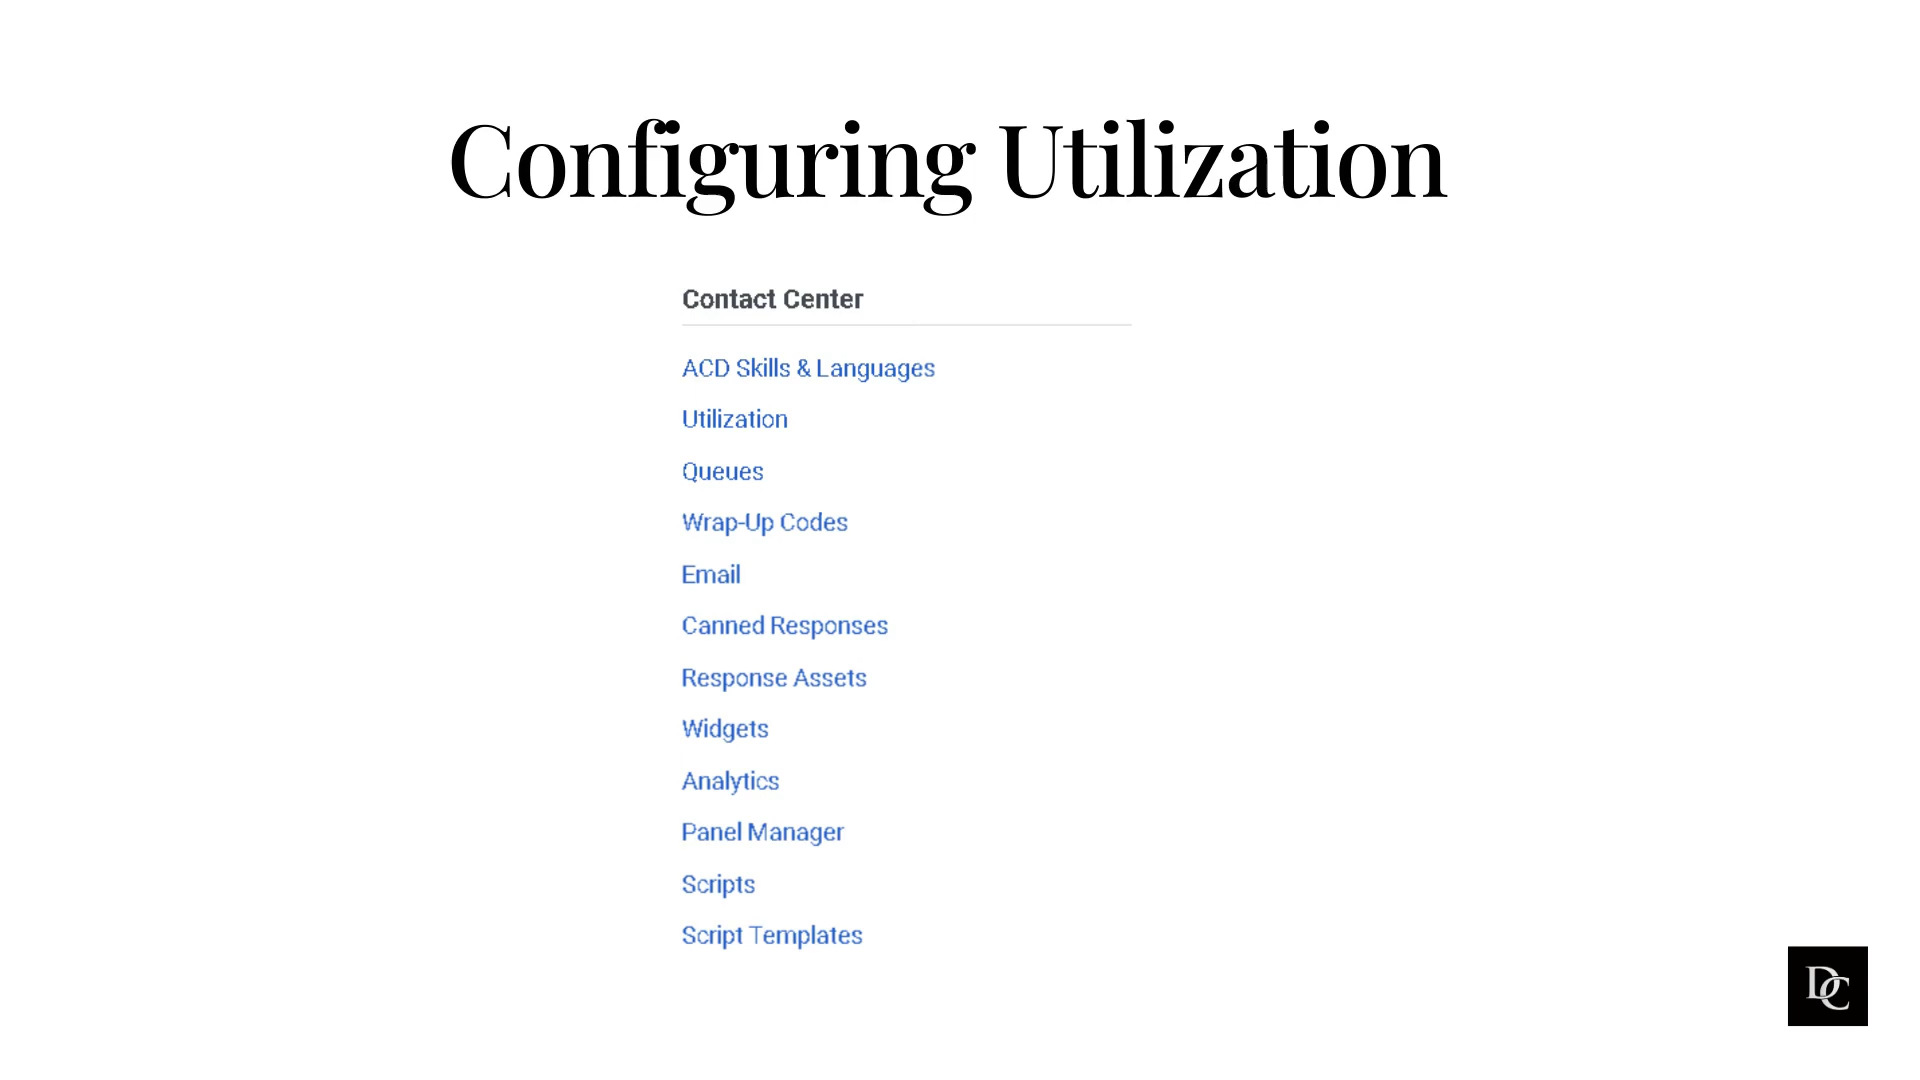 Configuring Utilization
Contact Center
ACD Skills & Languages
Utilization
Queues
Wrap-Up Codes
Email
Canned Responses
Response Assets
Widgets
Analytics
Panel Manager
Scripts
Script Templates
DC